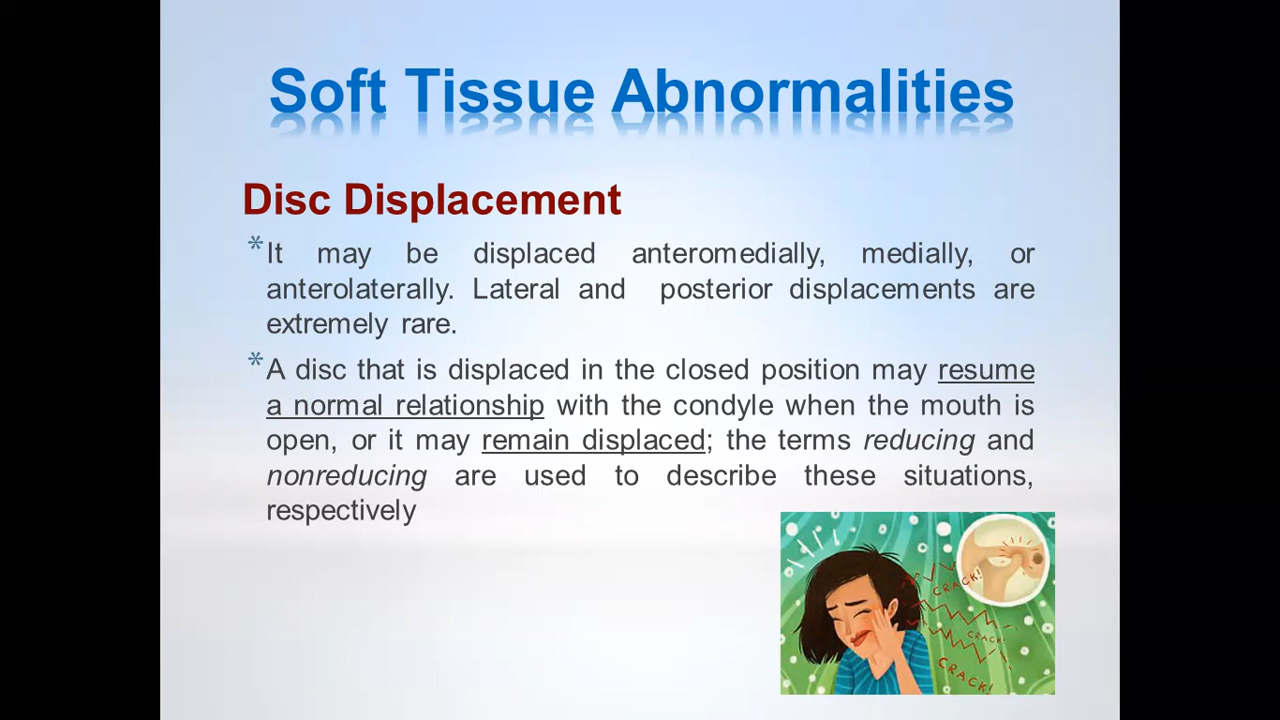 Soft Tissue Abnormalities
Disc Displacement
* It may be displaced anteromedially, medially, or
anterolaterally. Lateral and posterior displacements are
extremely rare.
* A disc that is displaced in the closed position may resume
a normal relationship with the condyle when the mouth is
open, or it may remain displaced; the terms reducing and
nonreducing are used to describe these situations,
respectively
CRACK!
CRACK!
CRACK!